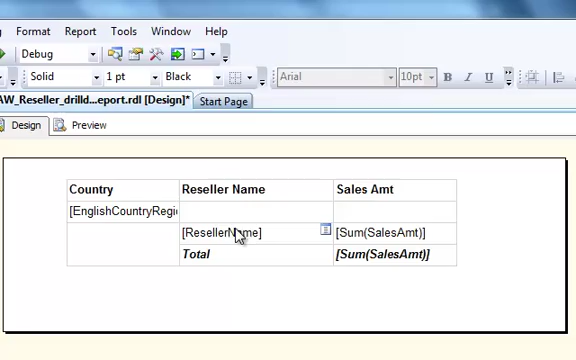 Format Report Tools Window Help
Debug
Solid 1 pt Black Arial 10pt B I U
AW_Reseller_drilld...eport.rdl [Design]* Start Page
Design Preview
Country Reseller Name Sales Amt
[EnglishCountryRegi
[ResellerName] [Sum(SalesAmt)]
Total [Sum(SalesAmt)]